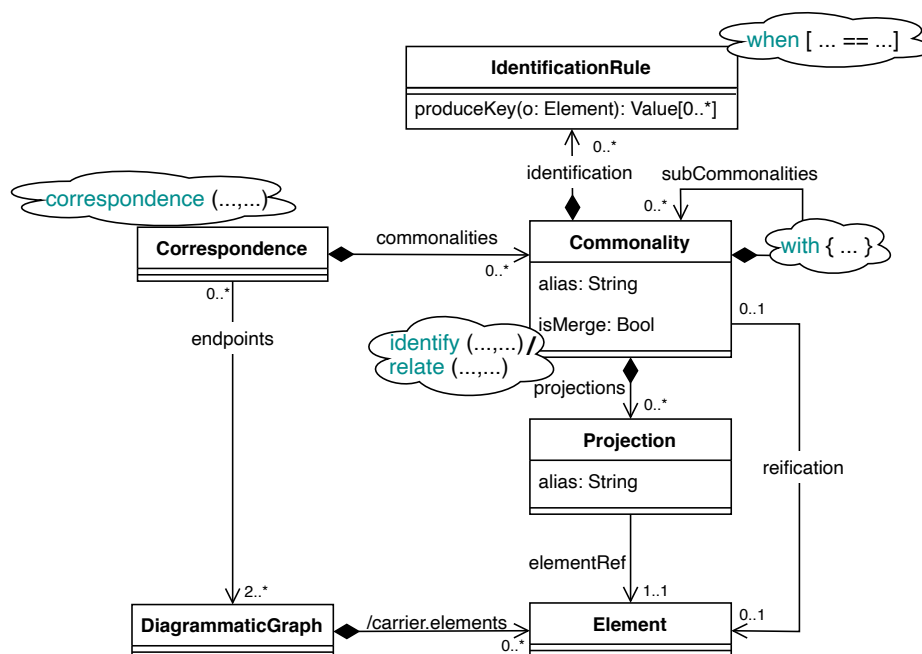 when [ ... == ...]
IdentificationRule
produceKey(o: Element): Value[0..*]
0..*
identification
subCommonalities
correspondence (...,...)
0..*
with { ... }
Correspondence
commonalities
Commonality
0..*
0..*
alias: String
0..1
endpoints
isMerge: Bool
identify (...,...) /
relate (...,...)
projections
0..*
Projection
reification
alias: String
elementRef
2..*
1..1
0..1
DiagrammaticGraph
/carrier.elements
Element
0..*